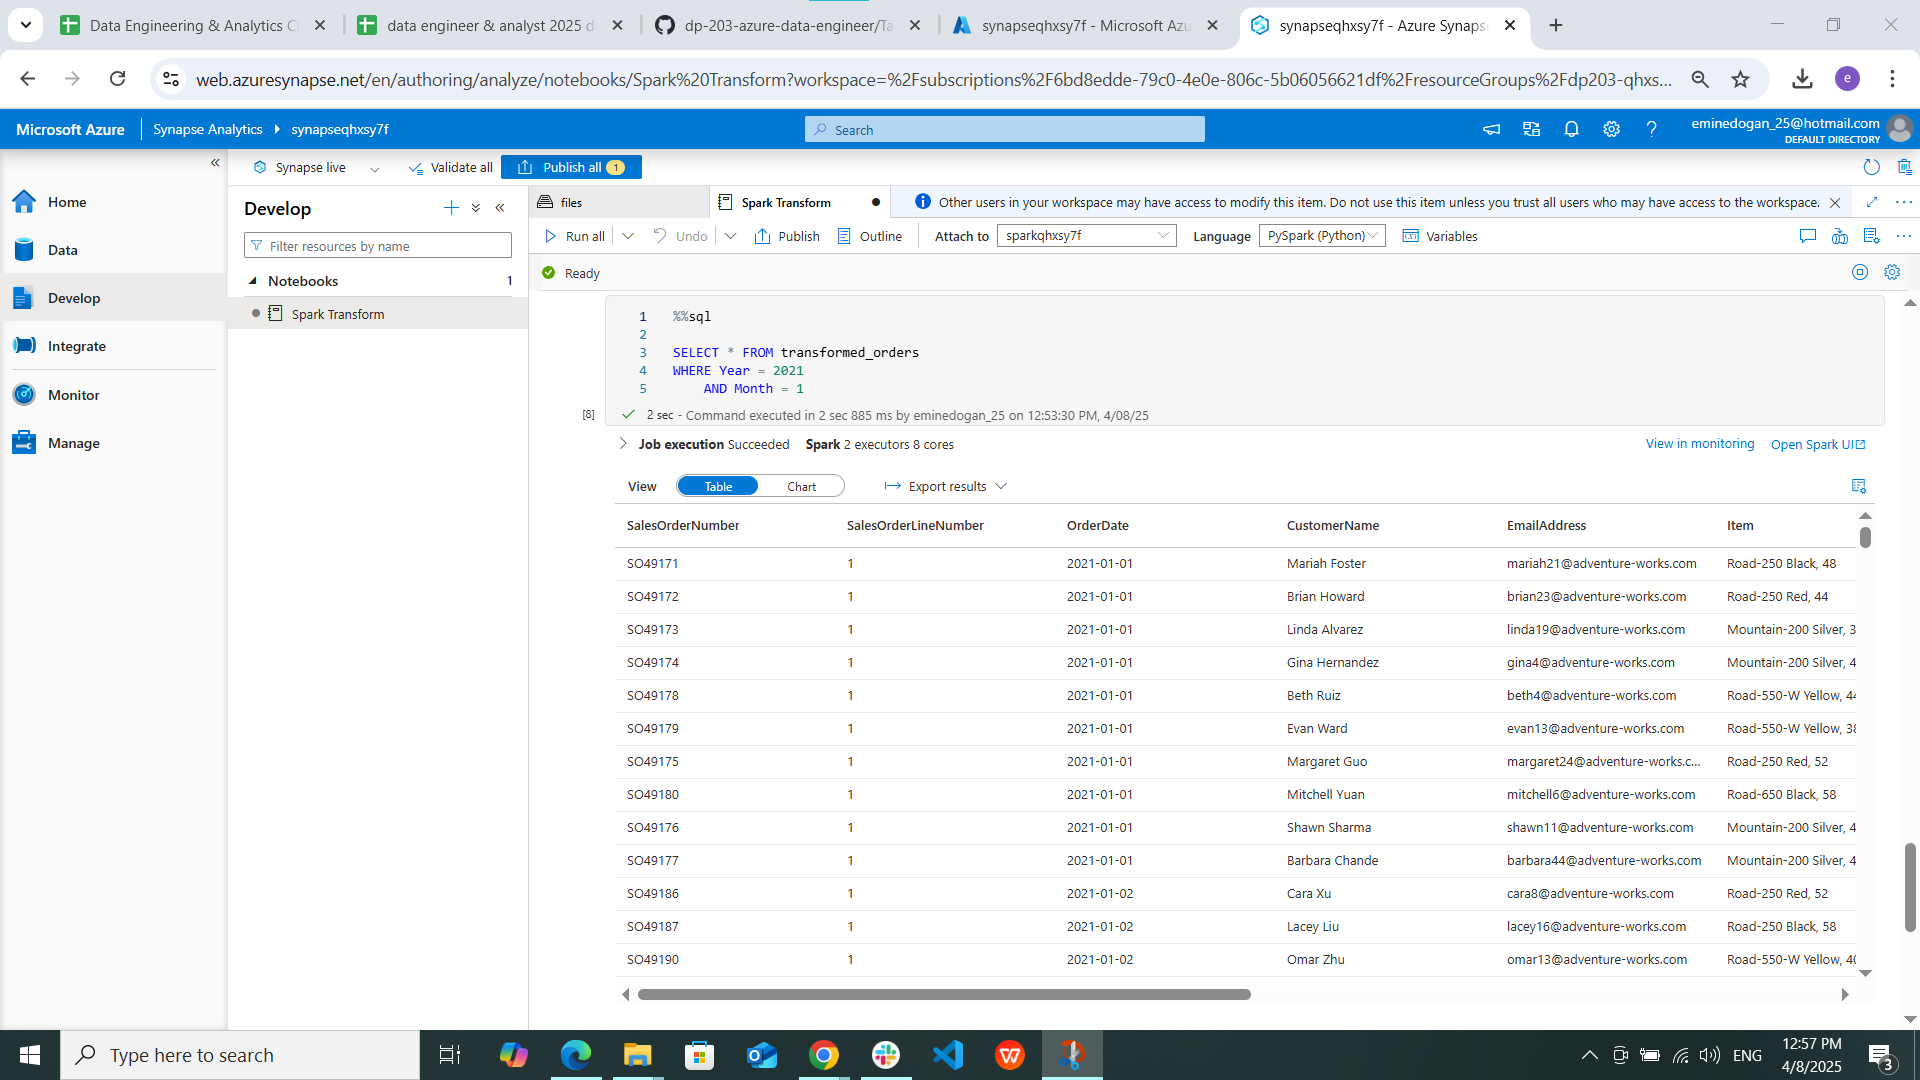 Data Engineering & Analytics C
data engineer & analyst 2025 d
dp-203-azure-data-engineer/Ta
synapseqhxsy7f - Microsoft Azu
synapseqhxsy7f - Azure Synaps
web.azuresynapse.net/en/authoring/analyze/notebooks/Spark%20Transform?workspace=%2Fsubscriptions%2F6bd8edde-79c0-4e0e-806c-5b06056621df%2FresourceGroups%2Fdp203-qhxs...
e
Microsoft Azure
Synapse Analytics
synapseqhxsy7f
Search
eminedogan_25@hotmail.com
DEFAULT DIRECTORY
Synapse live
Validate all
Publish all 1
Home
Data
Develop
Integrate
Monitor
Manage
Develop
Filter resources by name
Notebooks 1
Spark Transform
files
Spark Transform
Other users in your workspace may have access to modify this item. Do not use this item unless you trust all users who may have access to the workspace.
Run all
Undo
Publish
Outline
Attach to sparkqhxsy7f
Language PySpark (Python)
Variables
Ready
1 %%sql
2
3 SELECT * FROM transformed_orders
4 WHERE Year = 2021
5 AND Month = 1
[8] 2 sec - Command executed in 2 sec 885 ms by eminedogan_25 on 12:53:30 PM, 4/08/25
Job execution Succeeded Spark 2 executors 8 cores
View in monitoring Open Spark UI
View Table Chart Export results
SalesOrderNumber SalesOrderLineNumber OrderDate CustomerName EmailAddress Item
SO49171 1 2021-01-01 Mariah Foster mariah21@adventure-works.com Road-250 Black, 48
SO49172 1 2021-01-01 Brian Howard brian23@adventure-works.com Road-250 Red, 44
SO49173 1 2021-01-01 Linda Alvarez linda19@adventure-works.com Mountain-200 Silver, 3
SO49174 1 2021-01-01 Gina Hernandez gina4@adventure-works.com Mountain-200 Silver, 4
SO49178 1 2021-01-01 Beth Ruiz beth4@adventure-works.com Road-550-W Yellow, 44
SO49179 1 2021-01-01 Evan Ward evan13@adventure-works.com Road-550-W Yellow, 38
SO49175 1 2021-01-01 Margaret Guo margaret24@adventure-works.c... Road-250 Red, 52
SO49180 1 2021-01-01 Mitchell Yuan mitchell6@adventure-works.com Road-650 Black, 58
SO49176 1 2021-01-01 Shawn Sharma shawn11@adventure-works.com Mountain-200 Silver, 4
SO49177 1 2021-01-01 Barbara Chande barbara44@adventure-works.com Mountain-200 Silver, 4
SO49186 1 2021-01-02 Cara Xu cara8@adventure-works.com Road-250 Red, 52
SO49187 1 2021-01-02 Lacey Liu lacey16@adventure-works.com Road-250 Black, 58
SO49190 1 2021-01-02 Omar Zhu omar13@adventure-works.com Road-550-W Yellow, 40
Type here to search
ENG
12:57 PM
4/8/2025
3